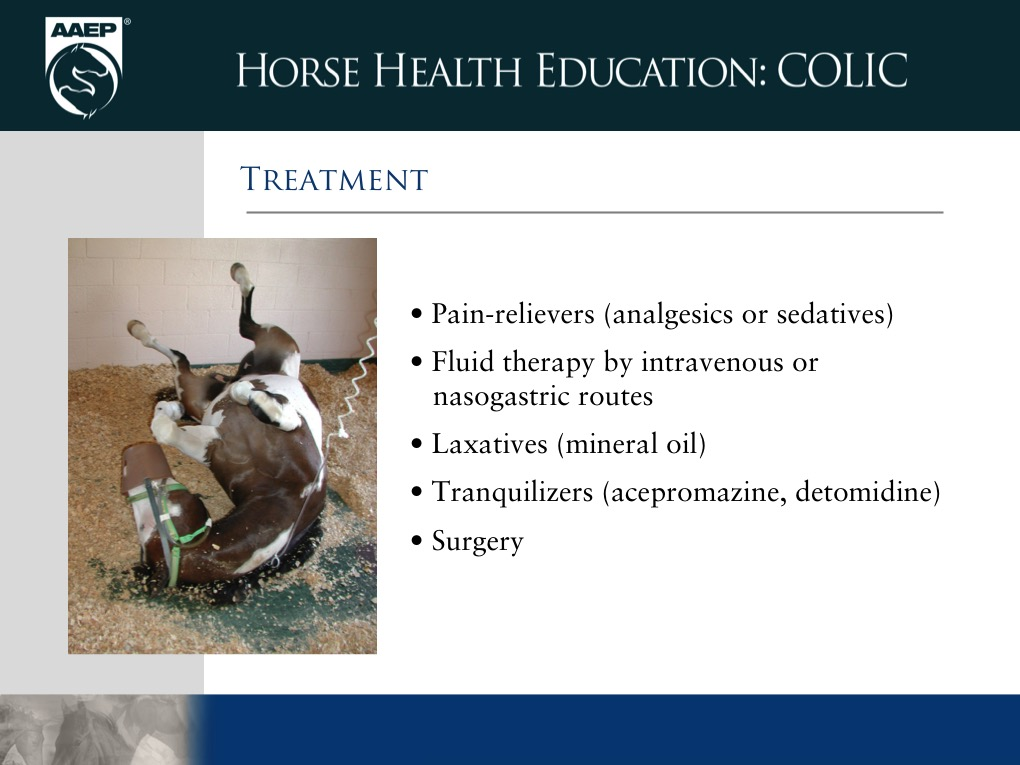 AAEP®
HORSE HEALTH EDUCATION: COLIC
TREATMENT
• Pain-relievers (analgesics or sedatives)
• Fluid therapy by intravenous or
nasogastric routes
• Laxatives (mineral oil)
• Tranquilizers (acepromazine, detomidine)
• Surgery